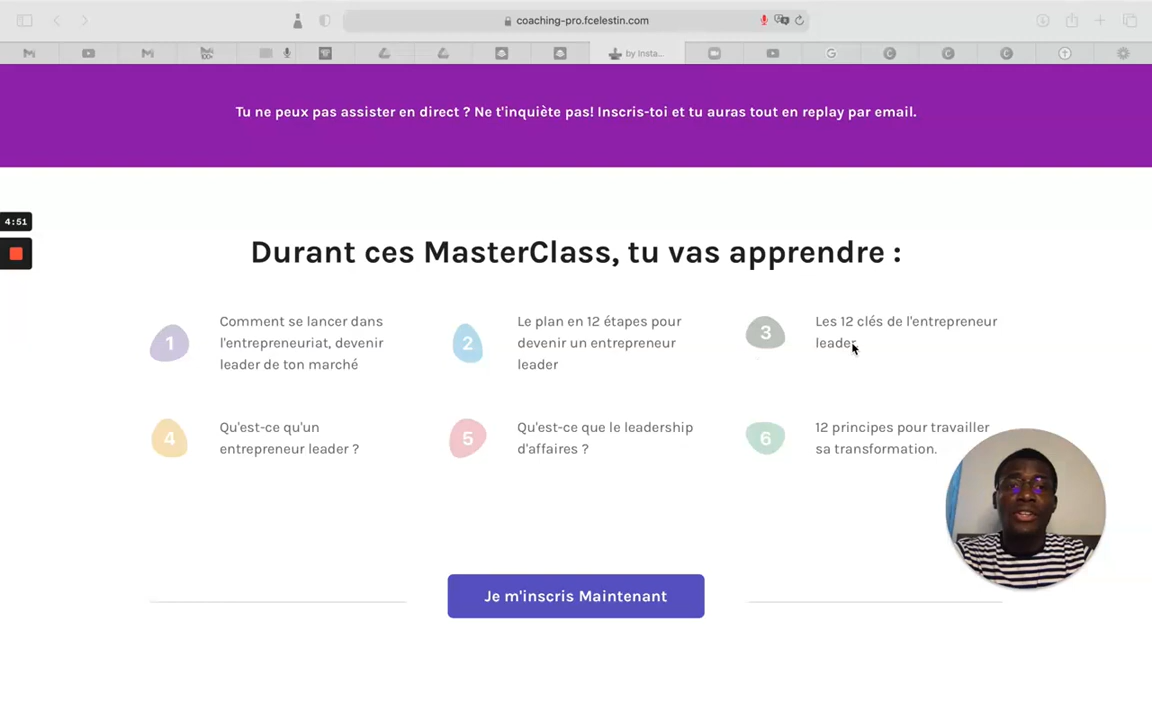 coaching-pro.fcelestin.com
by Insta...
Tu ne peux pas assister en direct ? Ne t'inquiète pas! Inscris-toi et tu auras tout en replay par email.
4:51
Durant ces MasterClass, tu vas apprendre :
1
Comment se lancer dans
l'entrepreneuriat, devenir
leader de ton marché
2
Le plan en 12 étapes pour
devenir un entrepreneur
leader
3
Les 12 clés de l'entrepreneur
leader
4
Qu'est-ce qu'un
entrepreneur leader ?
5
Qu'est-ce que le leadership
d'affaires ?
6
12 principes pour travailler
sa transformation.
Je m'inscris Maintenant